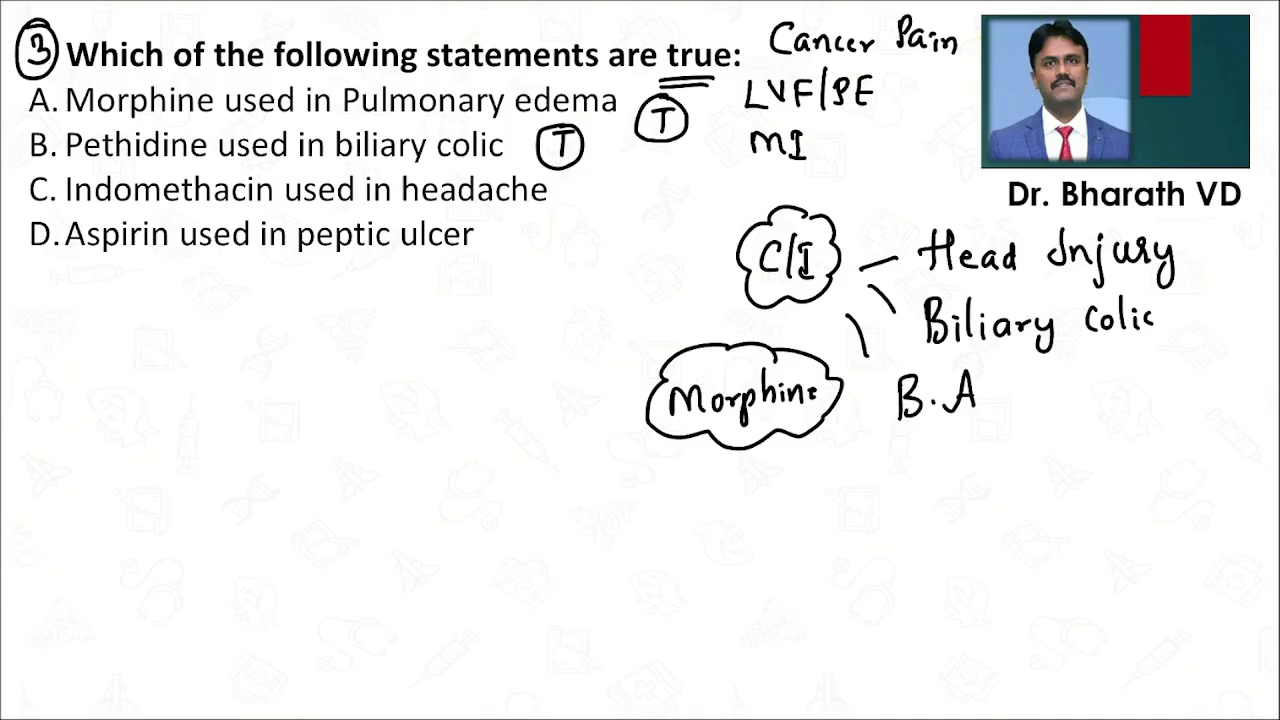 3 Which of the following statements are true:
A. Morphine used in Pulmonary edema T
B. Pethidine used in biliary colic T
C. Indomethacin used in headache
D. Aspirin used in peptic ulcer
Cancer Pain
LVF/PE
MI
C/I
Head Injury
Biliary Colic
B.A
Morphine
Dr. Bharath VD